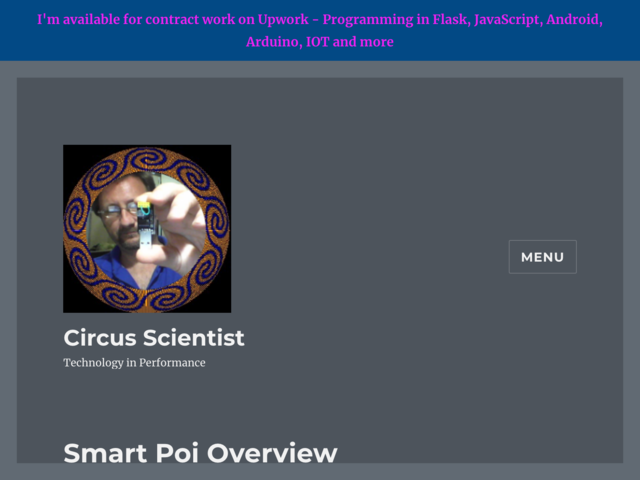 I'm available for contract work on Upwork - Programming in Flask, JavaScript, Android,
Arduino, IOT and more
MENU
Circus Scientist
Technology in Performance
Smart Poi Overview